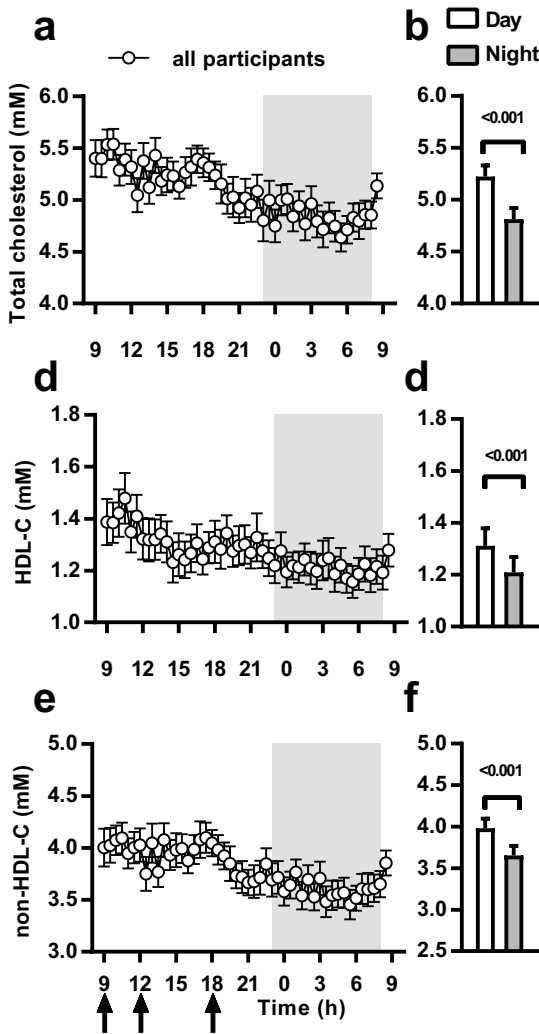 a
all participants
b
Day
Night
Total cholesterol (mM)
6.0
5.5
5.0
4.5
4.0
9 12 15 18 21 0 3 6 9
<0.001
6.0
5.5
5.0
4.5
4.0
d
HDL-C (mM)
1.8
1.6
1.4
1.2
1.0
9 12 15 18 21 0 3 6 9
d
<0.001
1.8
1.6
1.4
1.2
1.0
e
non-HDL-C (mM)
5.0
4.5
4.0
3.5
3.0
9 12 15 18 21 0 3 6 9
Time (h)
f
<0.001
5.0
4.5
4.0
3.5
3.0
2.5